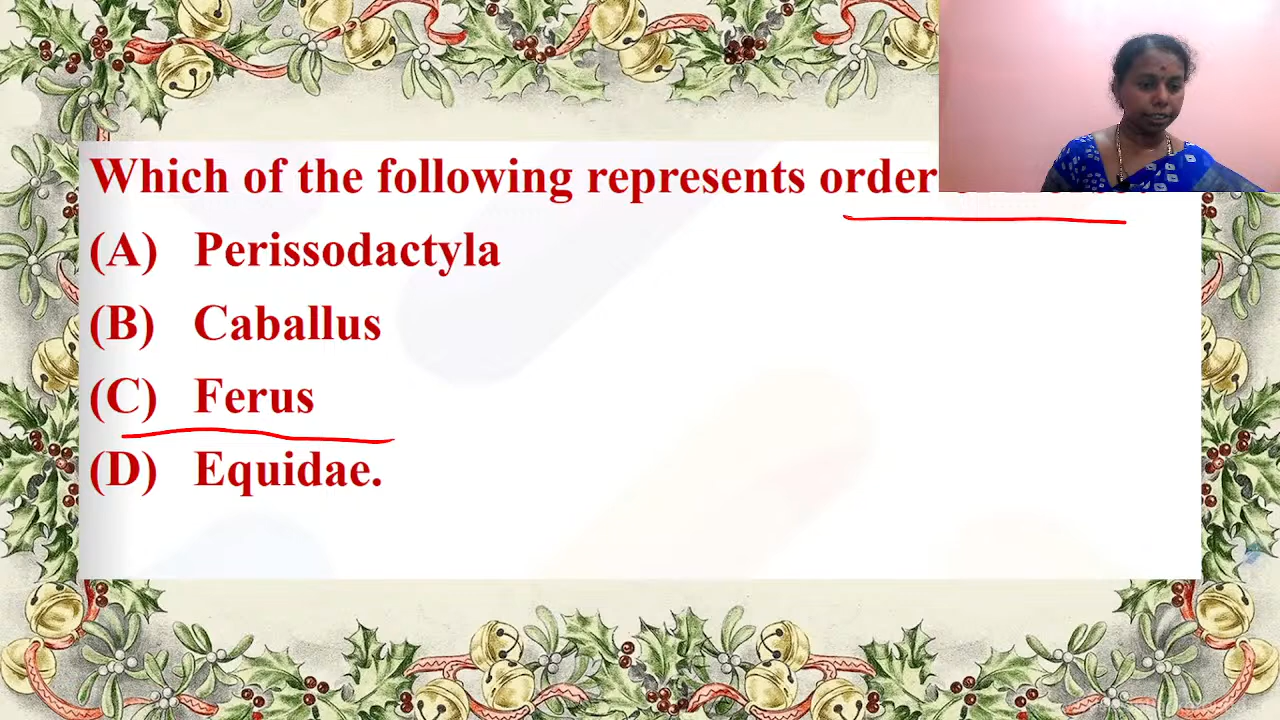 Which of the following represents order
(A) Perissodactyla
(B) Caballus
(C) Ferus
(D) Equidae.